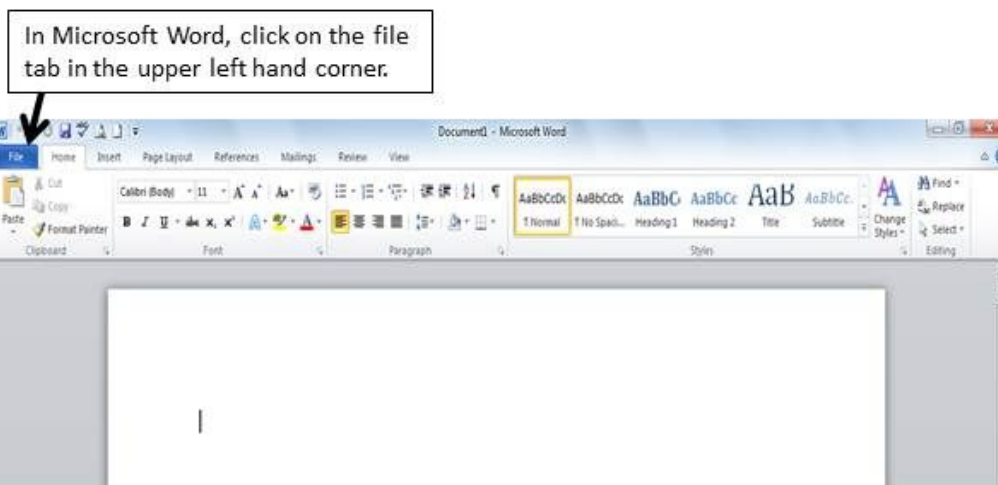 In Microsoft Word, click on the file
tab in the upper left hand corner.
W
Document1 - Microsoft Word
File Home Insert Page Layout References Mailings Review View
Cut
Copy
Paste
Format Painter
Calibri (Body) 11 A A Aa
B I U abc x, x² A A
AaBbCcDc AaBbCcDc AaBbC AaBbCc AaB AaBbCc.
¶ Normal ¶ No Spaci... Heading 1 Heading 2 Title Subtitle
Change
Styles
Find
Replace
Select
Clipboard Font Paragraph Styles Editing